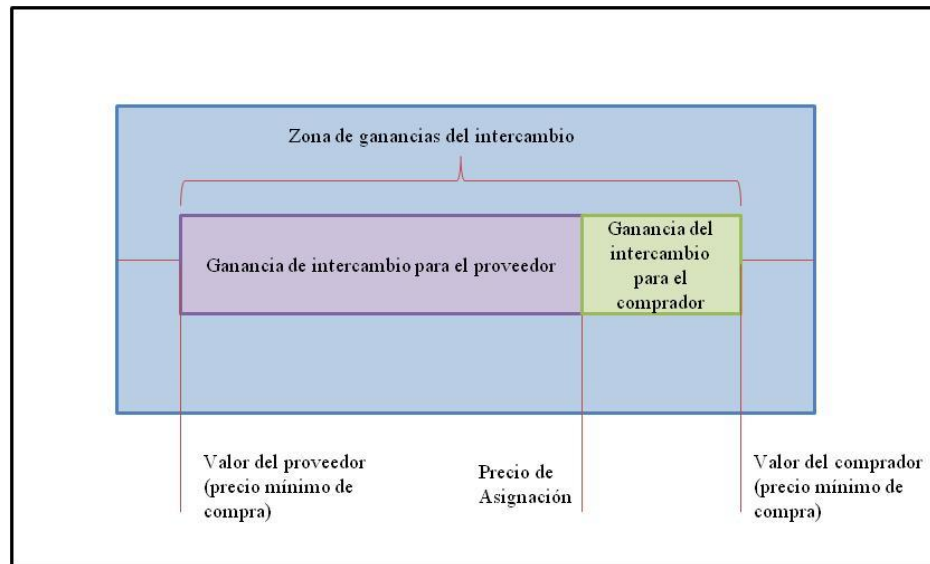 Zona de ganancias del intercambio
Ganancia de intercambio para el proveedor
Ganancia del
intercambio
para el
comprador
Valor del proveedor
(precio mínimo de
compra)
Precio de
Asignación
Valor del comprador
(precio mínimo de
compra)